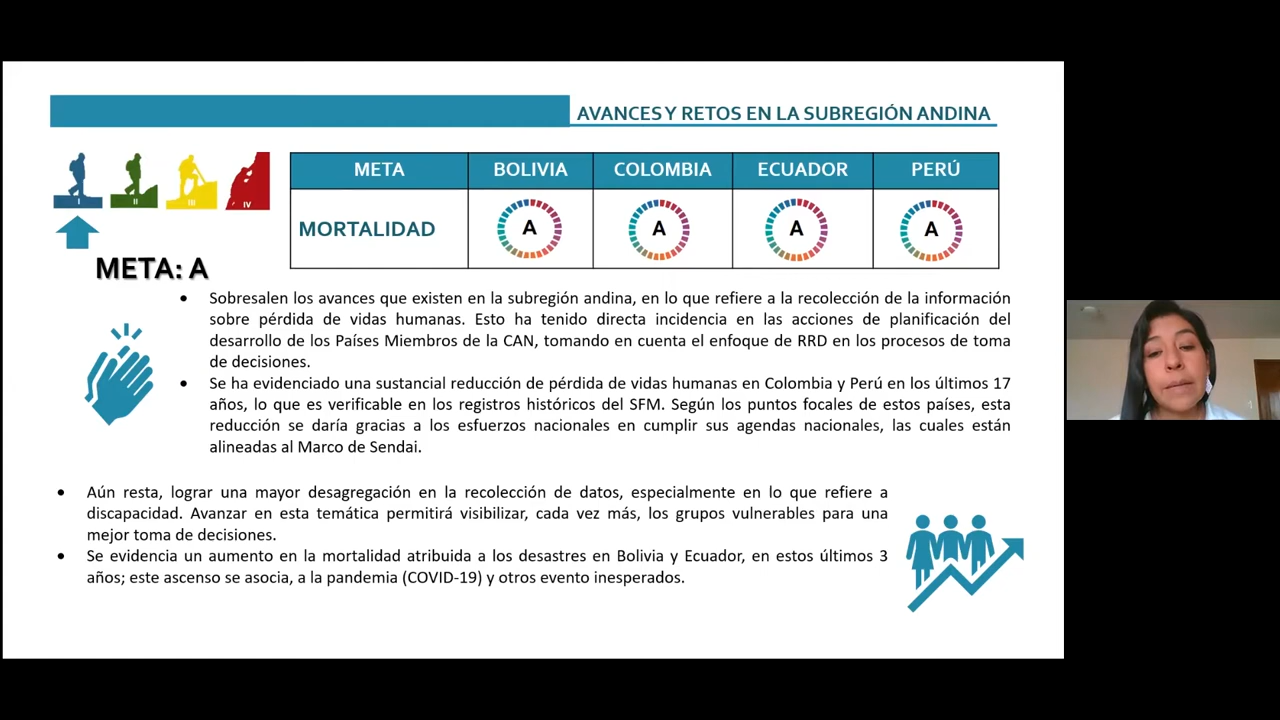 AVANCES Y RETOS EN LA SUBREGIÓN ANDINA
I II III IV
META BOLIVIA COLOMBIA ECUADOR PERÚ
MORTALIDAD A A A A
META: A
• Sobresalen los avances que existen en la subregión andina, en lo que refiere a la recolección de la información
sobre pérdida de vidas humanas. Esto ha tenido directa incidencia en las acciones de planificación del
desarrollo de los Países Miembros de la CAN, tomando en cuenta el enfoque de RRD en los procesos de toma
de decisiones.
• Se ha evidenciado una sustancial reducción de pérdida de vidas humanas en Colombia y Perú en los últimos 17
años, lo que es verificable en los registros históricos del SFM. Según los puntos focales de estos países, esta
reducción se daría gracias a los esfuerzos nacionales en cumplir sus agendas nacionales, las cuales están
alineadas al Marco de Sendai.
• Aún resta, lograr una mayor desagregación en la recolección de datos, especialmente en lo que refiere a
discapacidad. Avanzar en esta temática permitirá visibilizar, cada vez más, los grupos vulnerables para una
mejor toma de decisiones.
• Se evidencia un aumento en la mortalidad atribuida a los desastres en Bolivia y Ecuador, en estos últimos 3
años; este ascenso se asocia, a la pandemia (COVID-19) y otros evento inesperados.